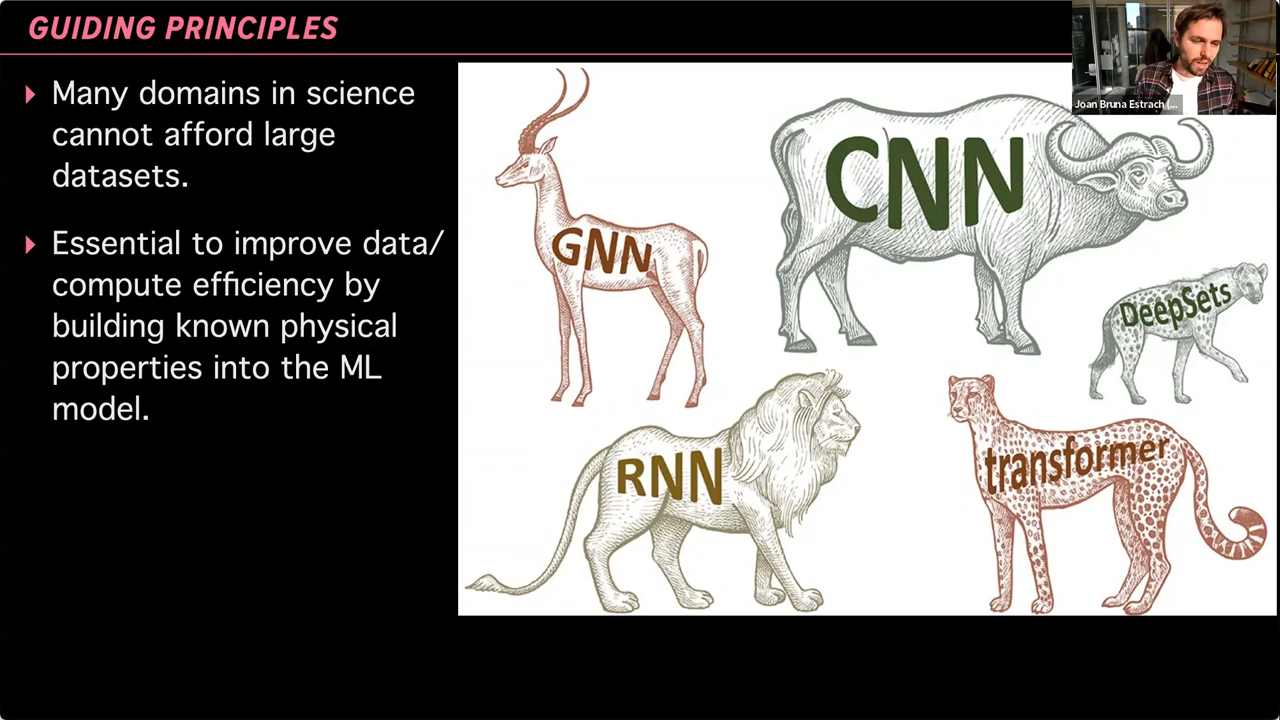 GUIDING PRINCIPLES
Many domains in science
cannot afford large
datasets.
Essential to improve data/
compute efficiency by
building known physical
properties into the ML
model.
GNN
CNN
DeepSets
RNN
transformer
Joan Bruna Estrach (...